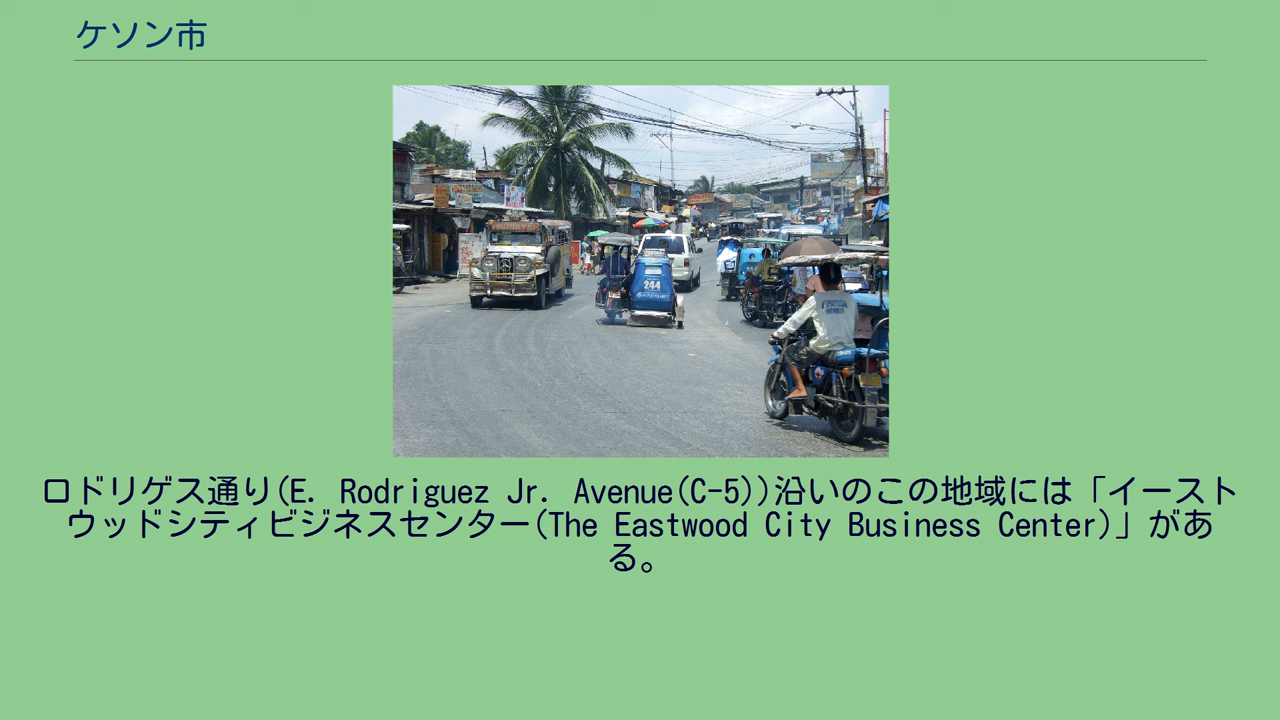 ケソン市
244
ロドリゲス通り(E. Rodriguez Jr. Avenue(C-5))沿いのこの地域には「イースト
ウッドシティビジネスセンター(The Eastwood City Business Center)」があ
る。